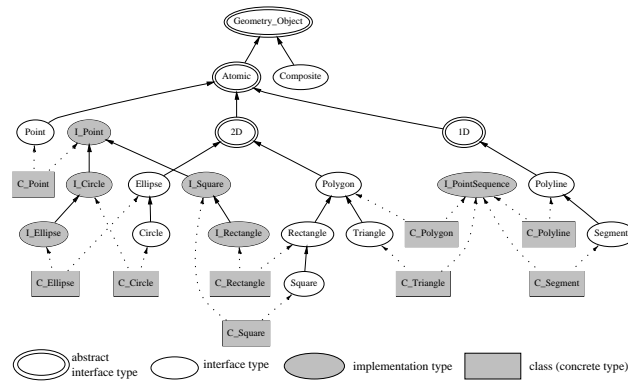 Geometry_Object
Atomic
Composite
Point
I_Point
2D
1D
C_Point
I_Circle
Ellipse
I_Square
Polygon
I_PointSequence
Polyline
I_Ellipse
Circle
I_Rectangle
Rectangle
Triangle
C_Polygon
C_Polyline
Segment
C_Ellipse
C_Circle
C_Rectangle
Square
C_Triangle
C_Segment
C_Square
abstract
interface type
interface type
implementation type
class (concrete type)